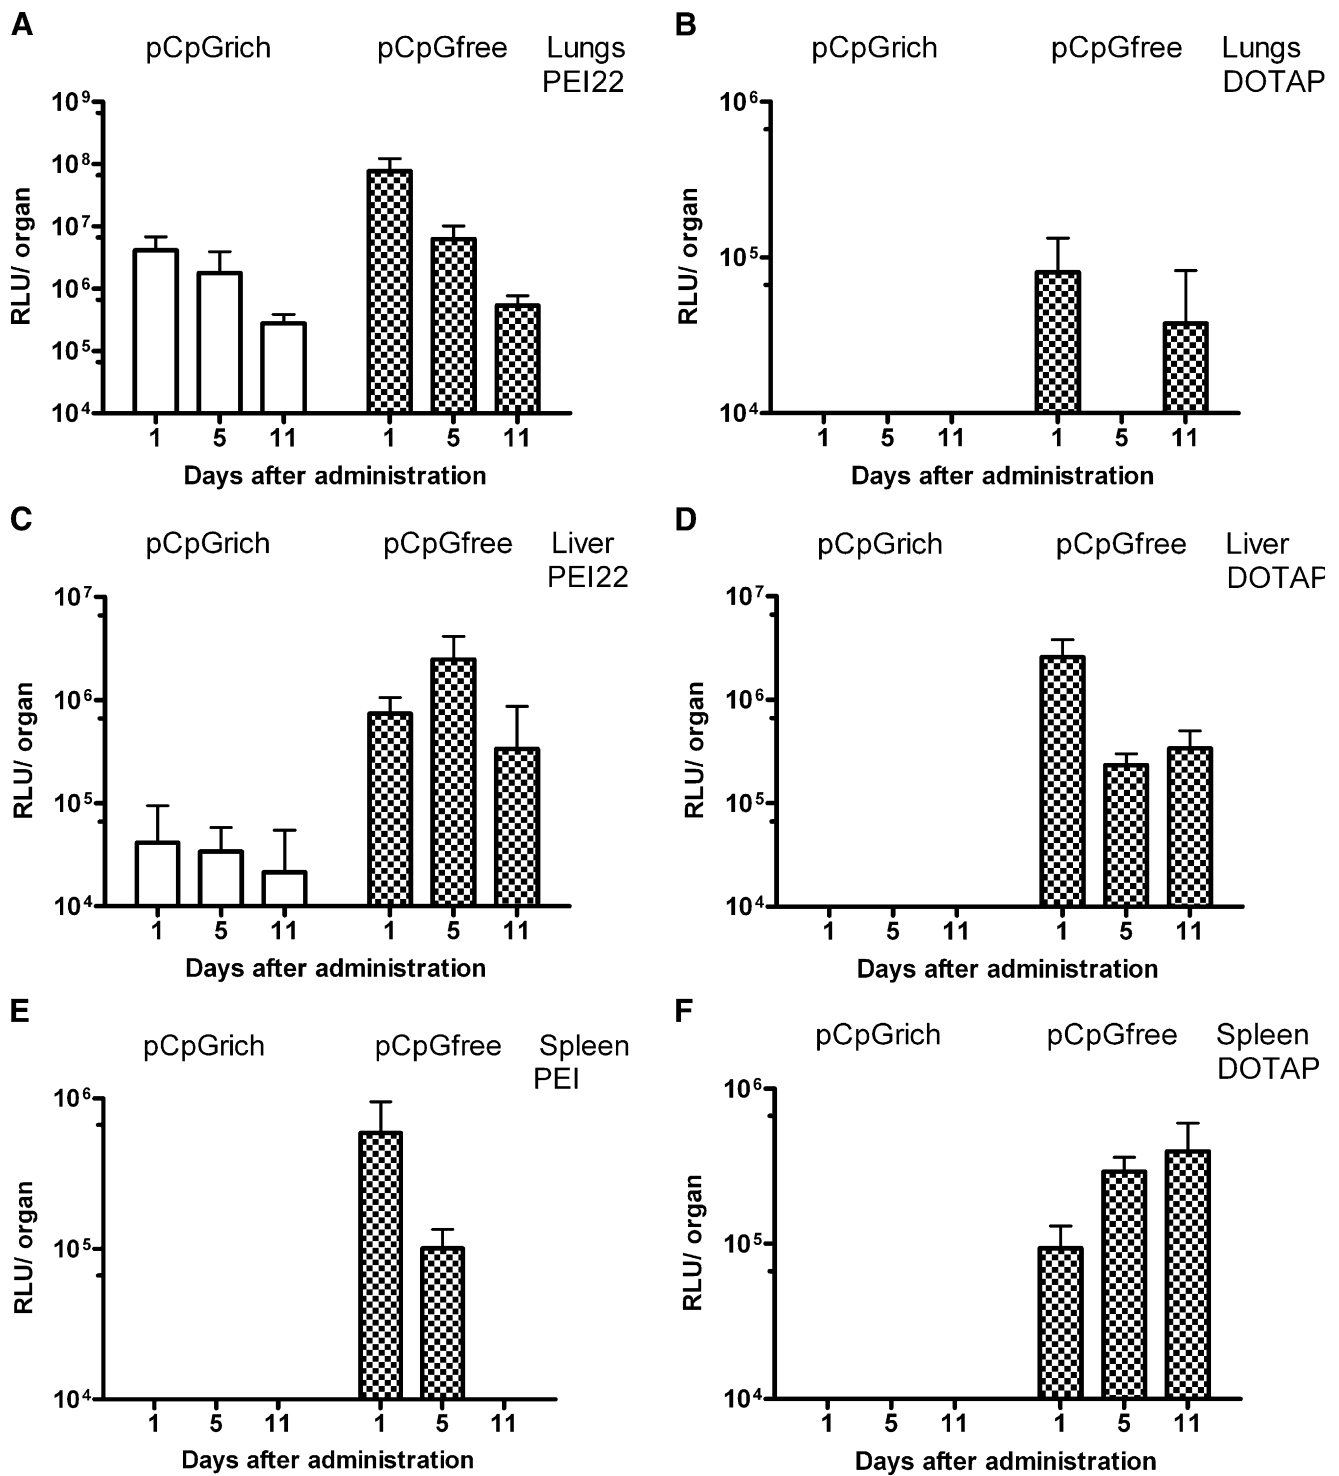 A
pCpGrich pCpGfree Lungs
PEI22
10⁹
10⁸
10⁷
10⁶
10⁵
10⁴
RLU/ organ
1 5 11 1 5 11
Days after administration
B
pCpGrich pCpGfree Lungs
DOTAP
10⁶
10⁵
10⁴
RLU/ organ
1 5 11 1 5 11
Days after administration
C
pCpGrich pCpGfree Liver
PEI22
10⁷
10⁶
10⁵
10⁴
RLU/ organ
1 5 11 1 5 11
Days after administration
D
pCpGrich pCpGfree Liver
DOTAP
10⁷
10⁶
10⁵
10⁴
RLU/ organ
1 5 11 1 5 11
Days after administration
E
pCpGrich pCpGfree Spleen
PEI
10⁶
10⁵
10⁴
RLU/ organ
1 5 11 1 5 11
Days after administration
F
pCpGrich pCpGfree Spleen
DOTAP
10⁶
10⁵
10⁴
RLU/ organ
1 5 11 1 5 11
Days after administration